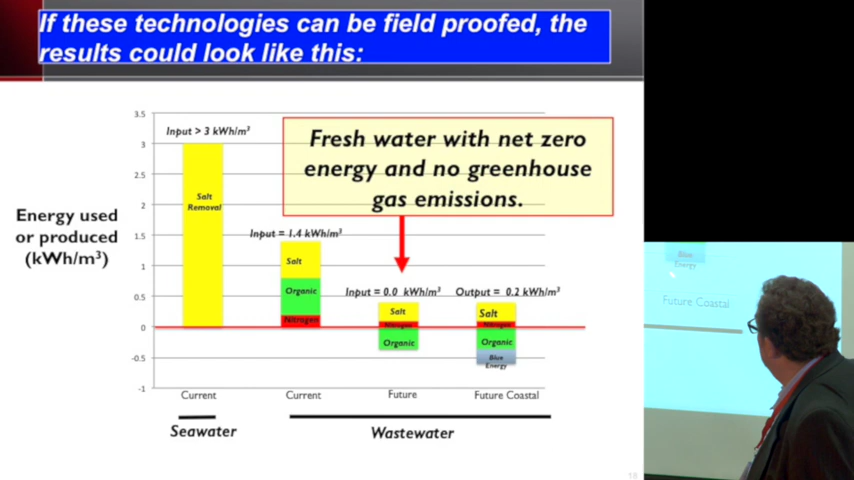 If these technologies can be field proofed, the
results could look like this:
3.5
Input > 3 kWh/m³
3
2.5
2
1.5
1
0.5
0
-0.5
-1
Energy used
or produced
(kWh/m³)
Fresh water with net zero
energy and no greenhouse
gas emissions.
Salt
Removal
Input = 1.4 kWh/m³
Salt
Organic
Nitrogen
Input = 0.0 kWh/m³
Salt
Nitrogen
Organic
Output = 0.2 kWh/m³
Salt
Nitrogen
Organic
Blue
Energy
Current
Current
Future
Future Coastal
Seawater
Wastewater
Blue
Energy
Future Coastal